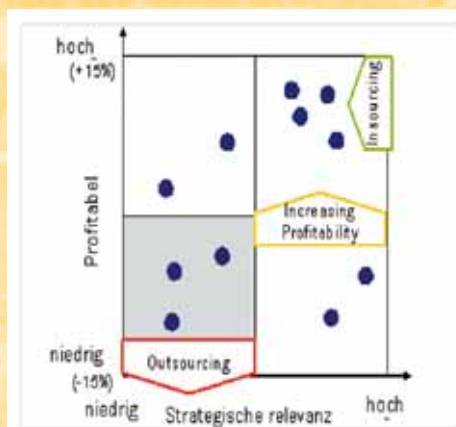 hoch
(+15%)
Insourcing
Profitabel
Increasing
Profitability
Outsourcing
niedrig
(-15%)
niedrig
Strategische relevanz
hoch